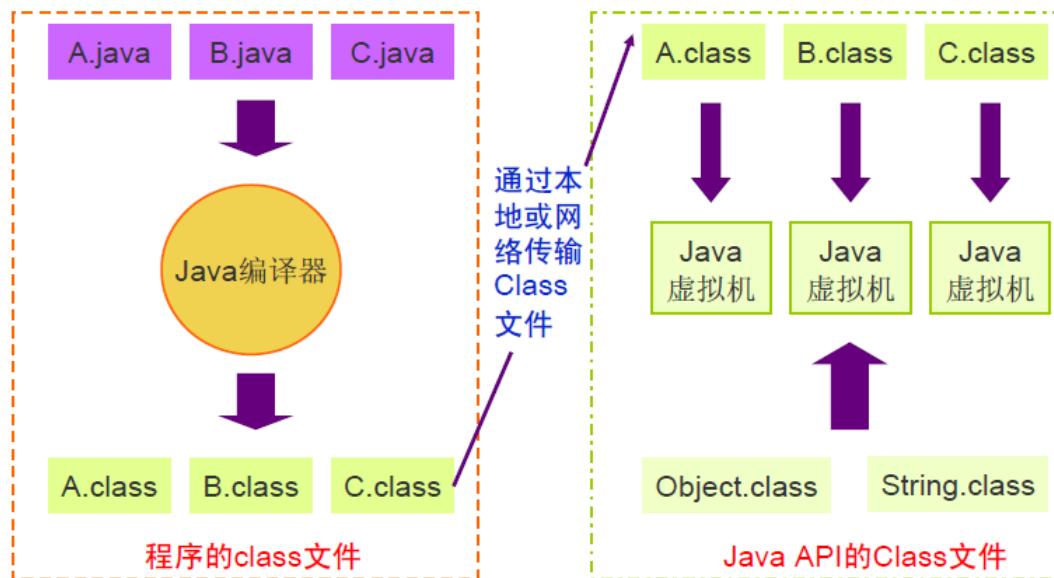 A.java
B.java
C.java
Java编译器
A.class
B.class
C.class
程序的class文件
通过本
地或网
络传输
Class
文件
A.class
B.class
C.class
Java
虚拟机
Java
虚拟机
Java
虚拟机
Object.class
String.class
Java API的Class文件